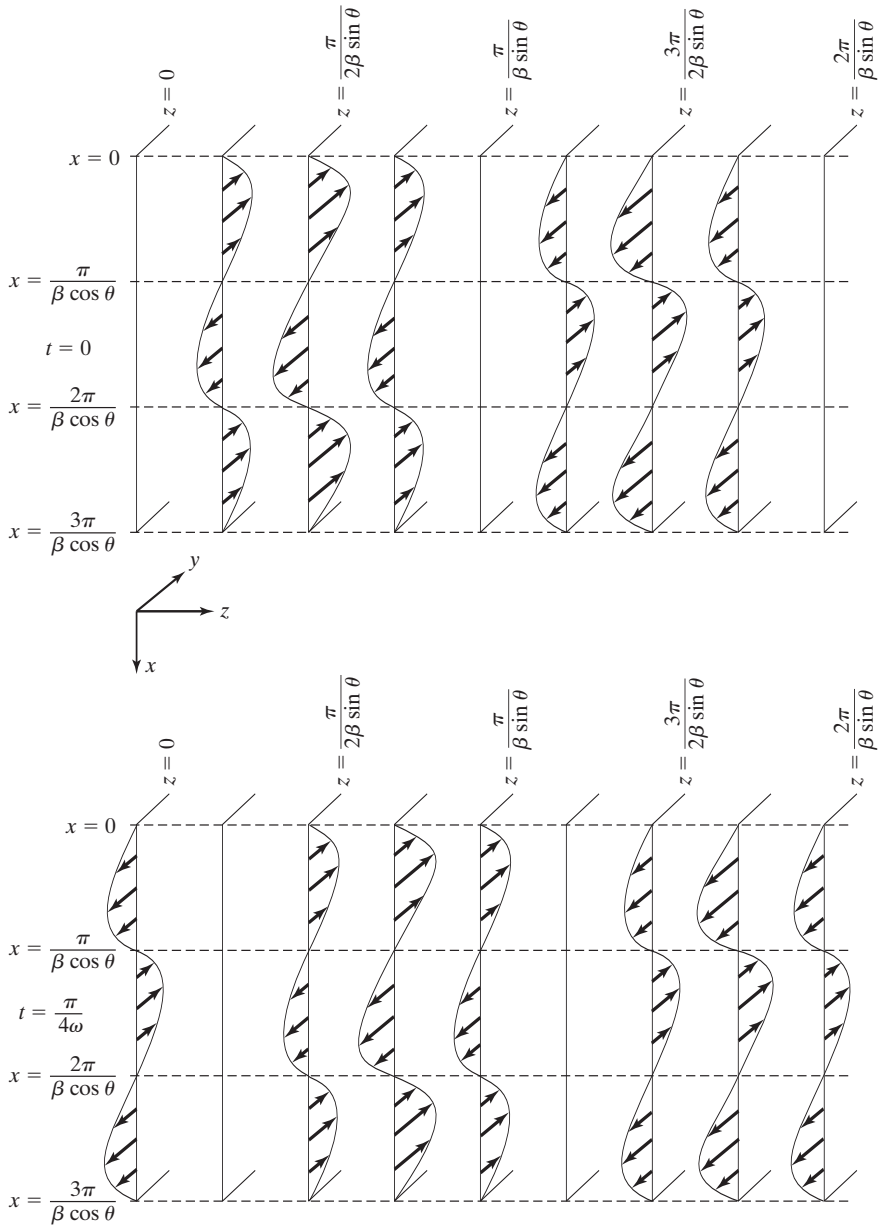 z = 0
z = π / 2β sin θ
z = π / β sin θ
z = 3π / 2β sin θ
z = 2π / β sin θ
x = 0
x = π / β cos θ
t = 0
x = 2π / β cos θ
x = 3π / β cos θ
y
z
x
z = 0
z = π / 2β sin θ
z = π / β sin θ
z = 3π / 2β sin θ
z = 2π / β sin θ
x = 0
x = π / β cos θ
t = π / 4ω
x = 2π / β cos θ
x = 3π / β cos θ